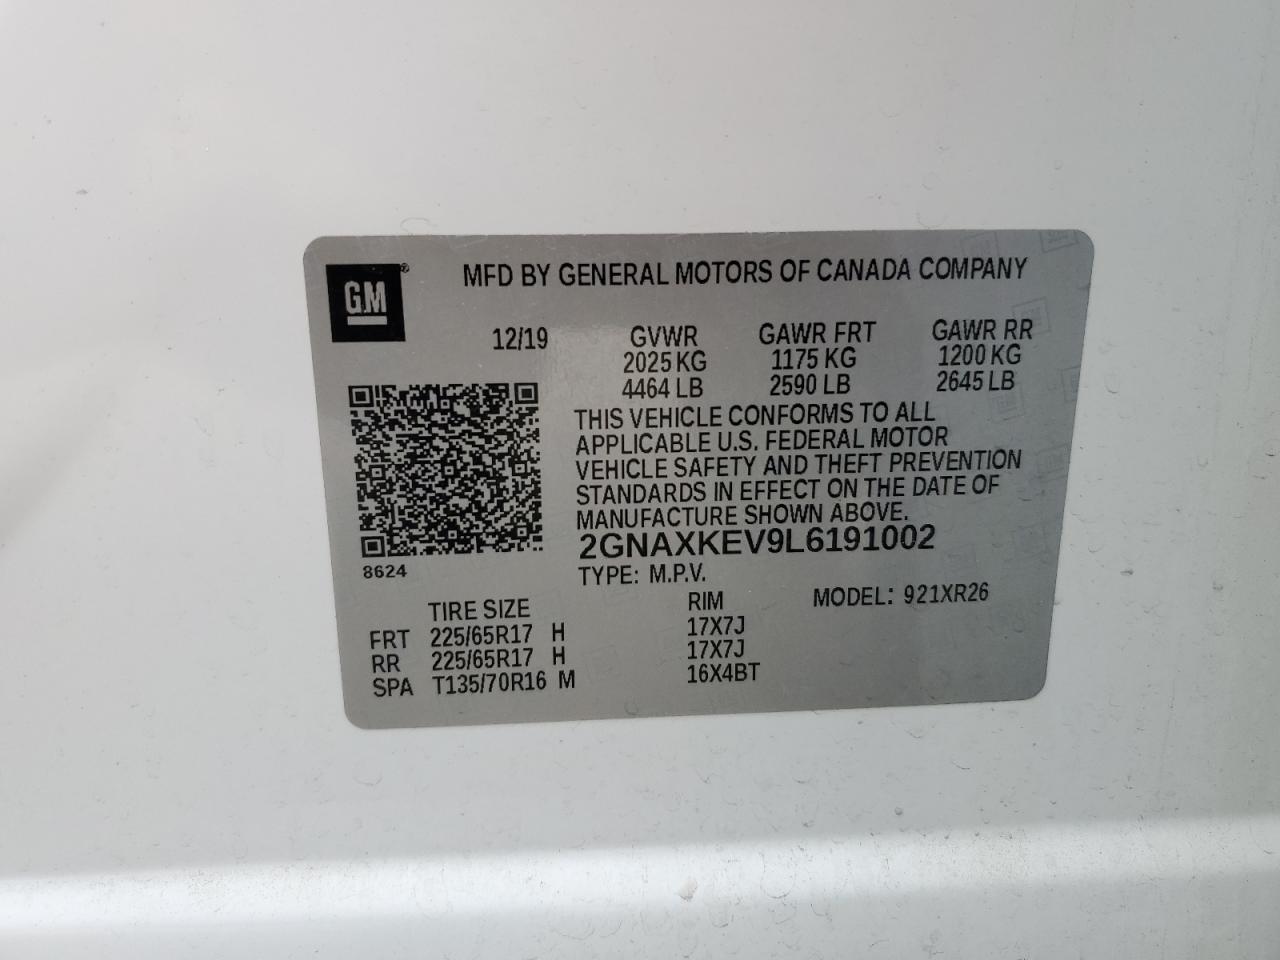 GM ®
MFD BY GENERAL MOTORS OF CANADA COMPANY
12/19 GVWR GAWR FRT GAWR RR
2025 KG 1175 KG 1200 KG
4464 LB 2590 LB 2645 LB
THIS VEHICLE CONFORMS TO ALL
APPLICABLE U.S. FEDERAL MOTOR
VEHICLE SAFETY AND THEFT PREVENTION
STANDARDS IN EFFECT ON THE DATE OF
MANUFACTURE SHOWN ABOVE.
2GNAXKEV9L6191002
8624
TYPE: M.P.V.
TIRE SIZE RIM MODEL: 921XR26
FRT 225/65R17 H 17X7J
RR 225/65R17 H 17X7J
SPA T135/70R16 M 16X4BT